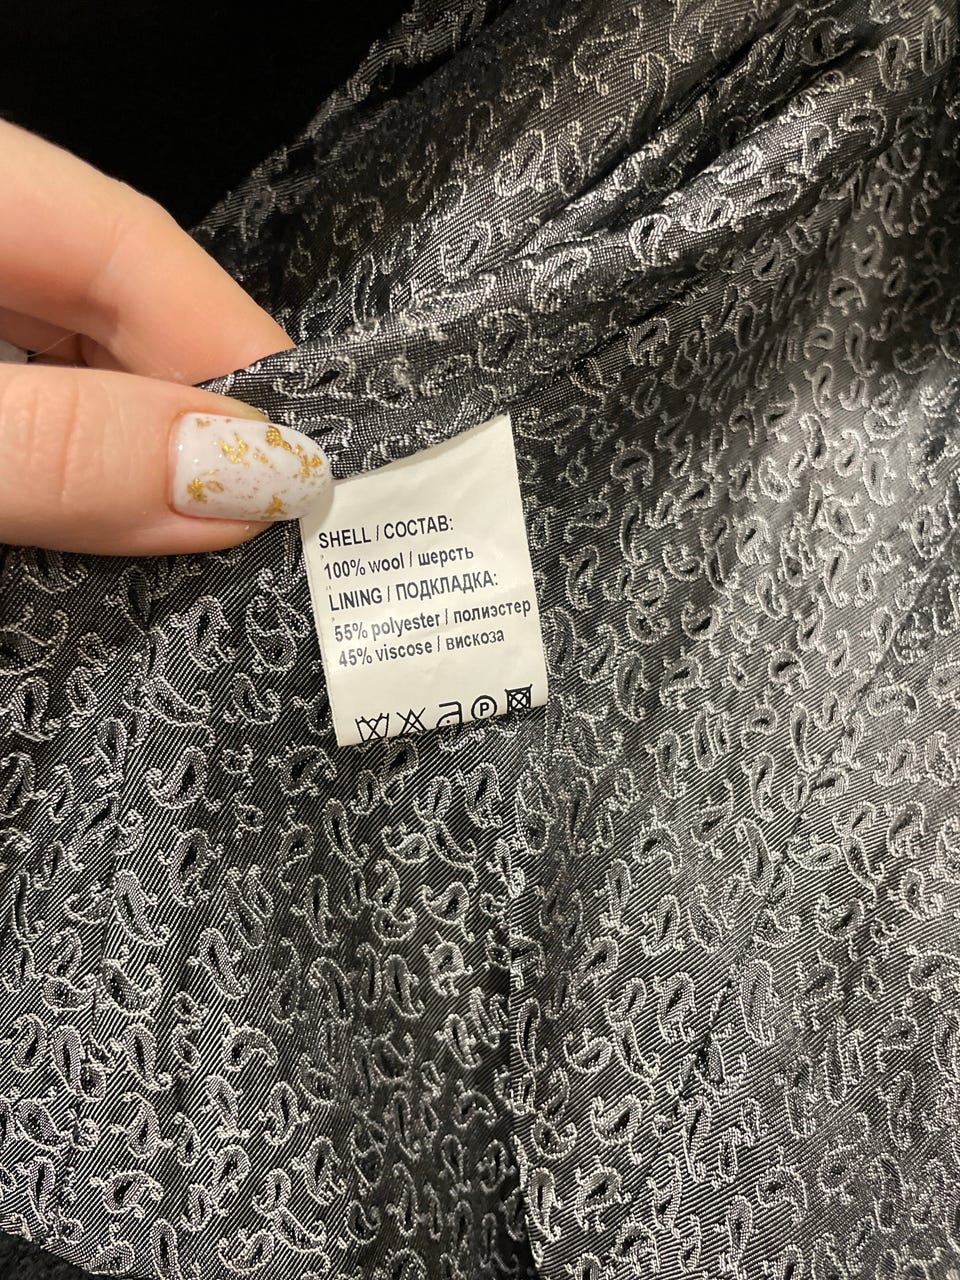 SHELL / СОСТАВ:
100% wool / шерсть
LINING / ПОДКЛАДКА:
55% polyester / полиэстер
45% viscose / вискоза
P